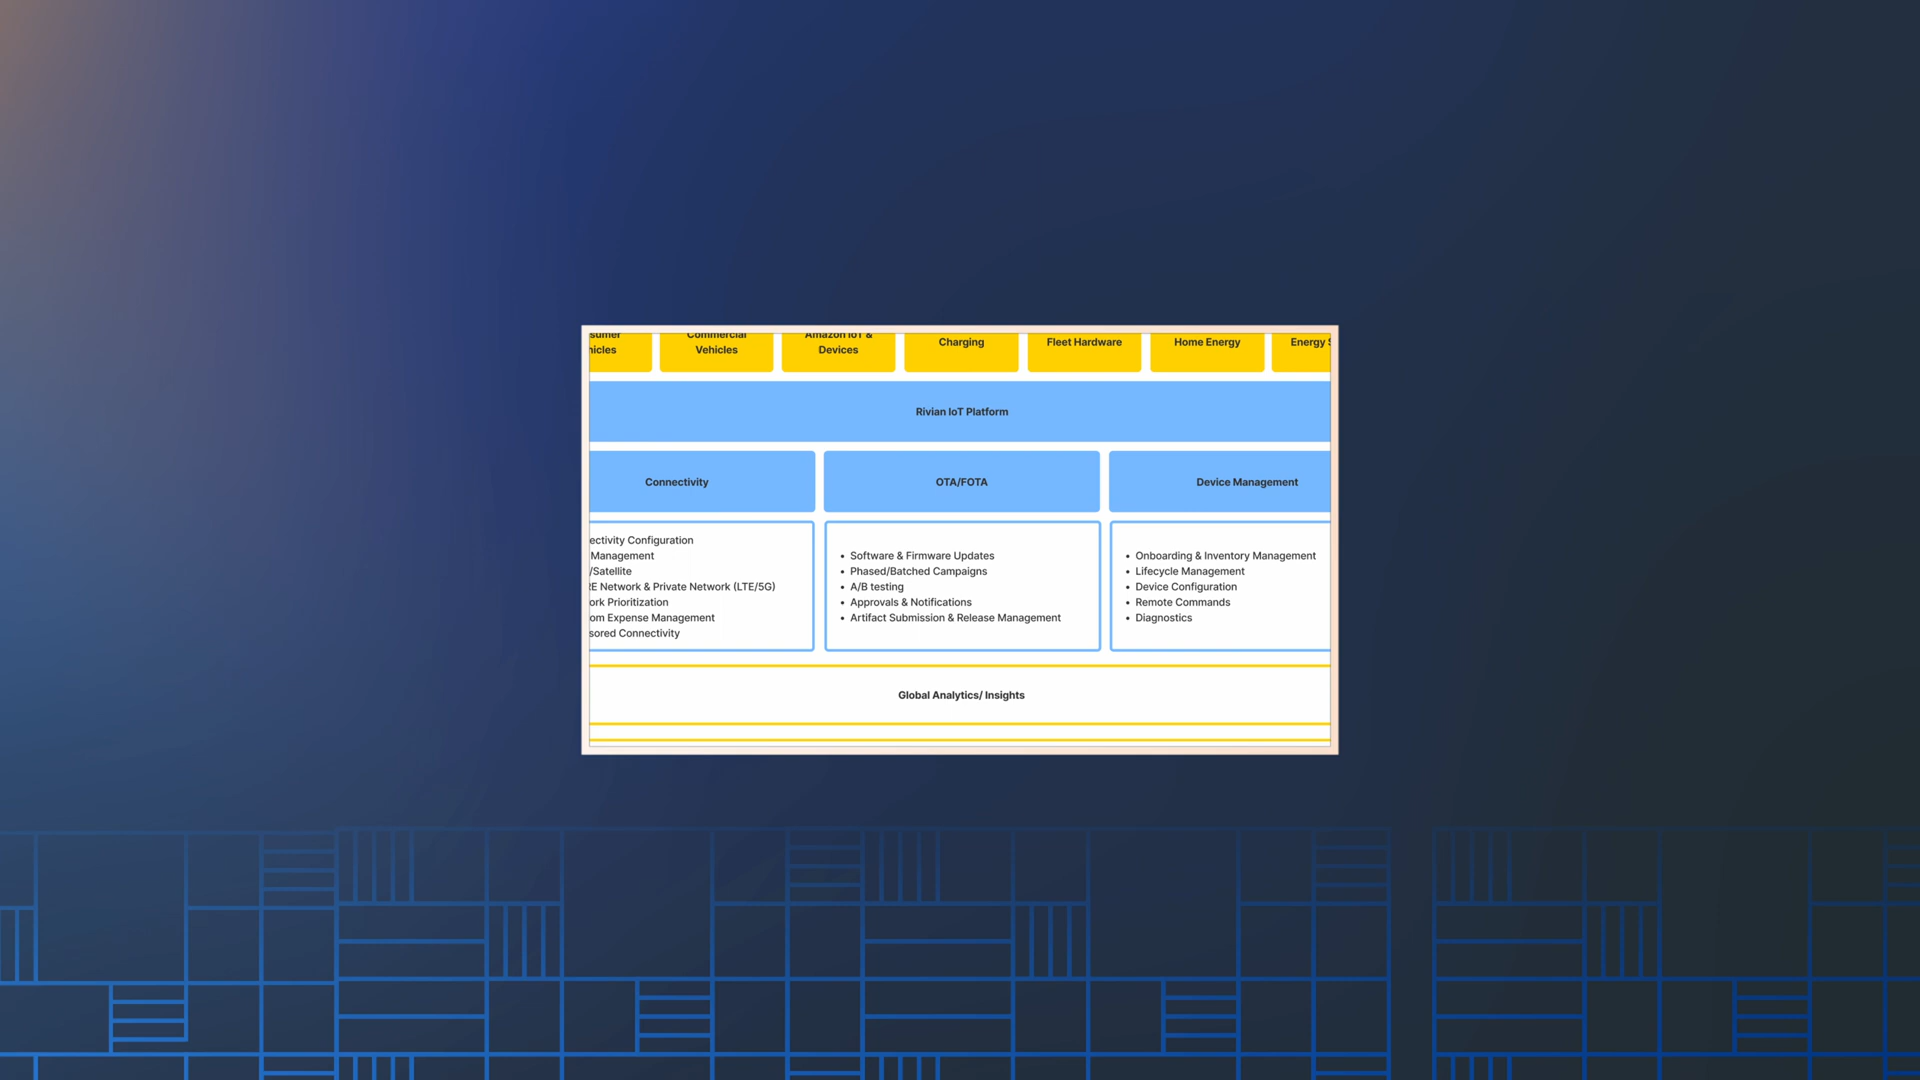 Commercial
Vehicles
Amazon IoT &
Devices
Charging
Fleet Hardware
Home Energy
Energy
Rivian IoT Platform
Connectivity
OTA/FOTA
Device Management
ectivity Configuration
Management
/Satellite
Network & Private Network (LTE/5G)
ork Prioritization
om Expense Management
sored Connectivity
• Software & Firmware Updates
• Phased/Batched Campaigns
• A/B testing
• Approvals & Notifications
• Artifact Submission & Release Management
• Onboarding & Inventory Management
• Lifecycle Management
• Device Configuration
• Remote Commands
• Diagnostics
Global Analytics/ Insights